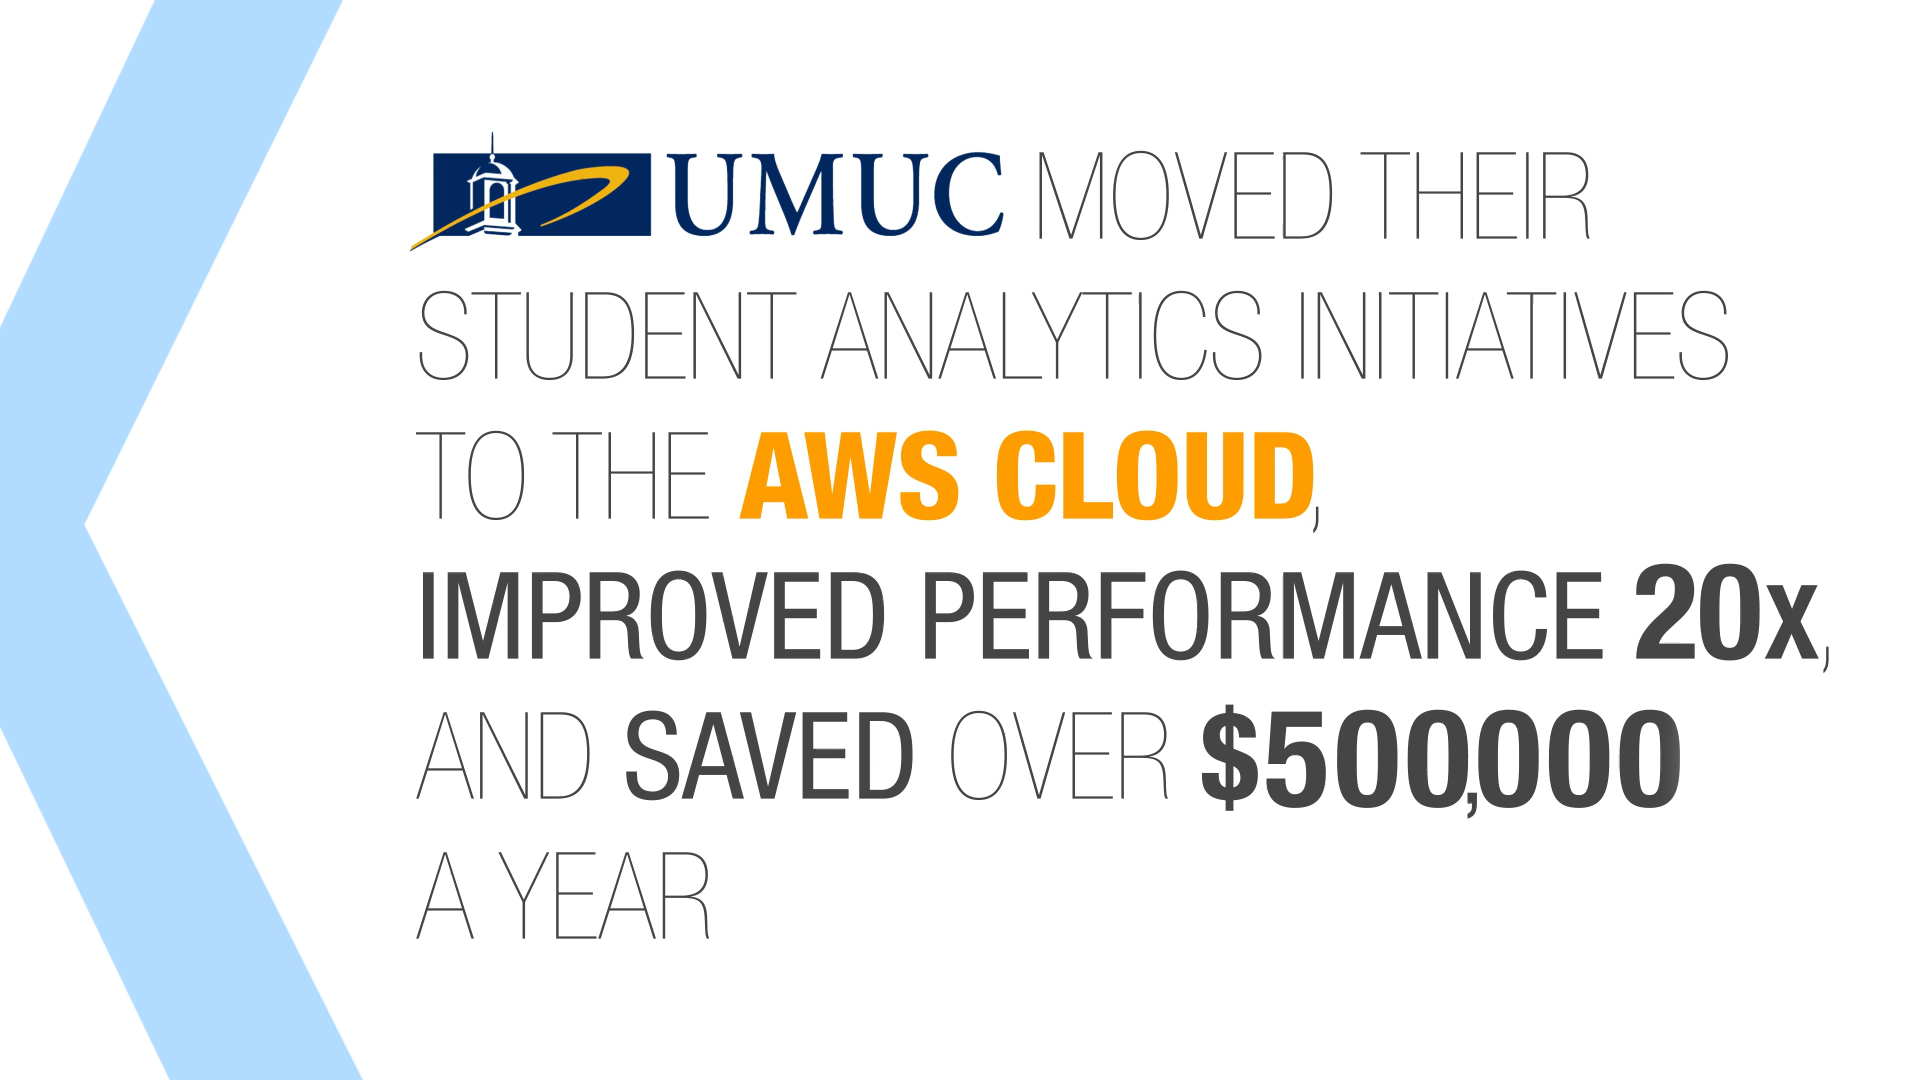 UMUC MOVED THEIR
STUDENT ANALYTICS INITIATIVES
TO THE AWS CLOUD,
IMPROVED PERFORMANCE 20x,
AND SAVED OVER $500,000
A YEAR